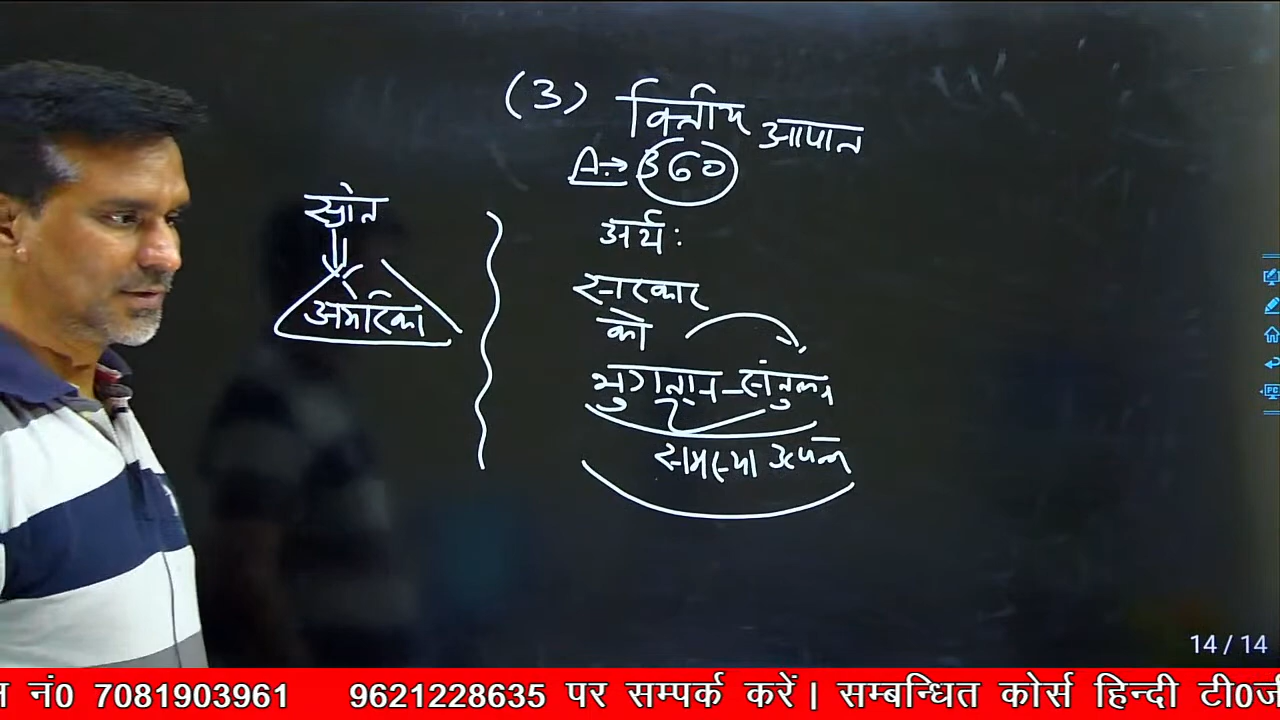 (3) वित्तीय आपात
A.→ 360
स्रोत
अमेरिका
अर्थ:
सरकार
को
भुगतान-संतुलन
समस्या उत्पन्न
14 / 14
न नं0 7081903961 9621228635 पर सम्पर्क करें | सम्बन्धित कोर्स हिन्दी टी0जी